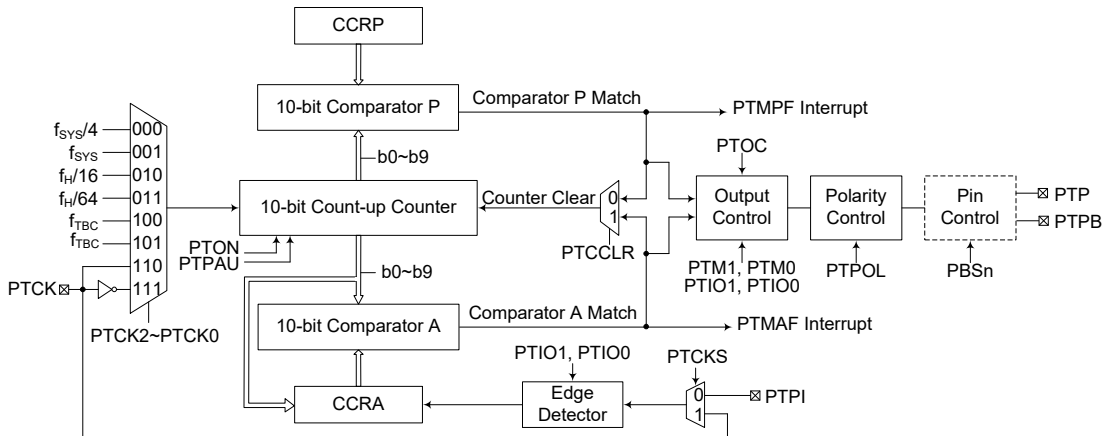 CCRP
10-bit Comparator P
Comparator P Match
PTMPF Interrupt
b0~b9
PTOC
fSYS/4
000
fSYS
001
fH/16
010
fH/64
011
fTBC
100
fTBC
101
110
111
PTCK
PTCK2~PTCK0
10-bit Count-up Counter
PTON
PTPAU
Counter Clear
0
1
PTCCLR
Output
Control
PTM1, PTM0
PTIO1, PTIO0
Polarity
Control
PTPOL
Pin
Control
PBSn
PTP
PTPB
b0~b9
10-bit Comparator A
Comparator A Match
PTMAF Interrupt
PTIO1, PTIO0
PTCKS
CCRA
Edge
Detector
0
1
PTPI